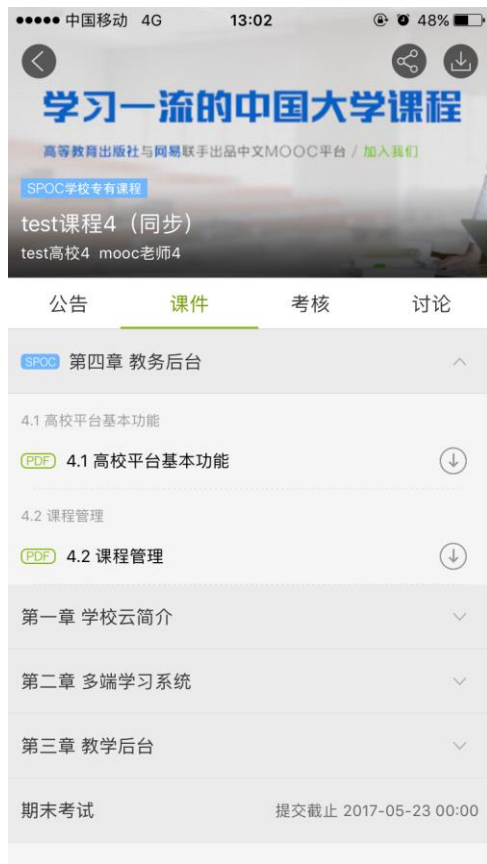 中国移动 4G 13:02 48%
学习一流的中国大学课程
高等教育出版社与网易联手出品中文MOOC平台 / 加入我们
SPOC学校专有课程
test课程4（同步）
test高校4 mooc老师4
公告 课件 考核 讨论
SPOC 第四章 教务后台
4.1 高校平台基本功能
PDF 4.1 高校平台基本功能
4.2 课程管理
PDF 4.2 课程管理
第一章 学校云简介
第二章 多端学习系统
第三章 教学后台
期末考试 提交截止 2017-05-23 00:00